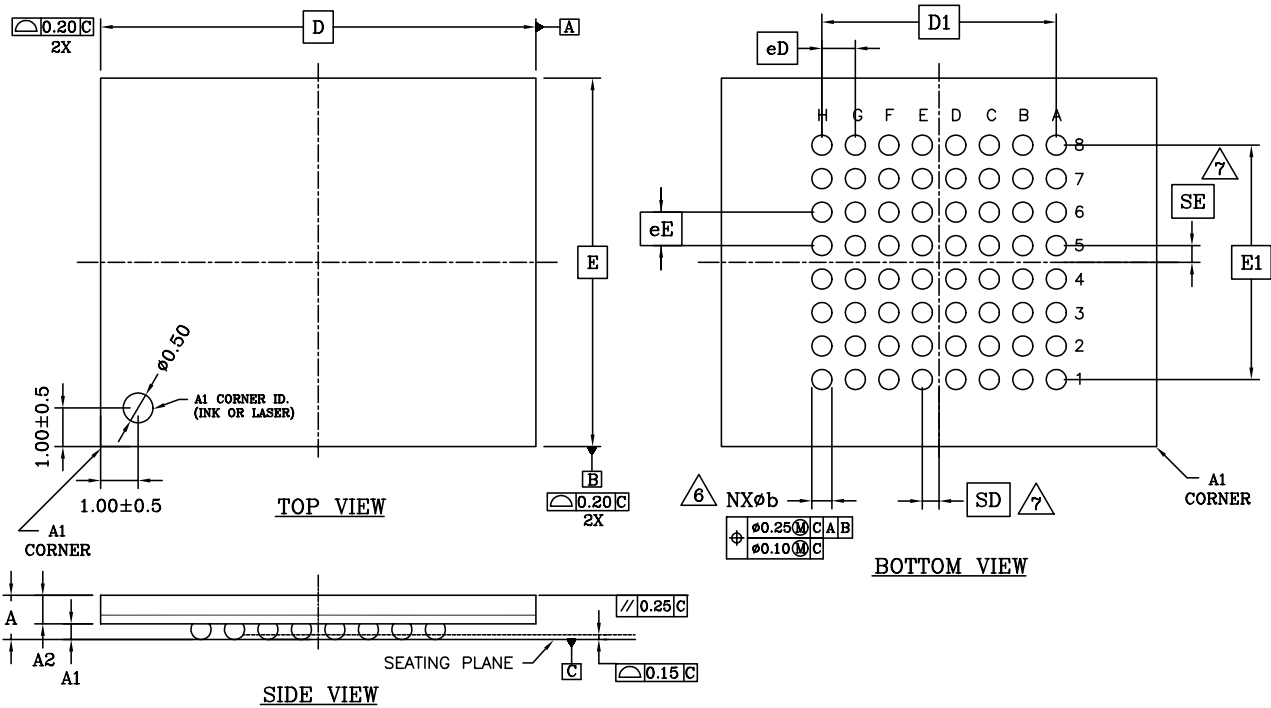 0.20 C
2X
D
A
E
B
0.20 C
2X
ø0.50
A1 CORNER ID.
(INK OR LASER)
1.00±0.5
1.00±0.5
A1
CORNER
TOP VIEW
D1
eD
H G F E D C B A
8
7
6
5
4
3
2
1
7
SE
eE
E1
6 NXøb
SD 7
ø0.25 M C A B
ø0.10 M C
A1
CORNER
BOTTOM VIEW
A
A2
A1
// 0.25 C
SEATING PLANE
C
0.15 C
SIDE VIEW